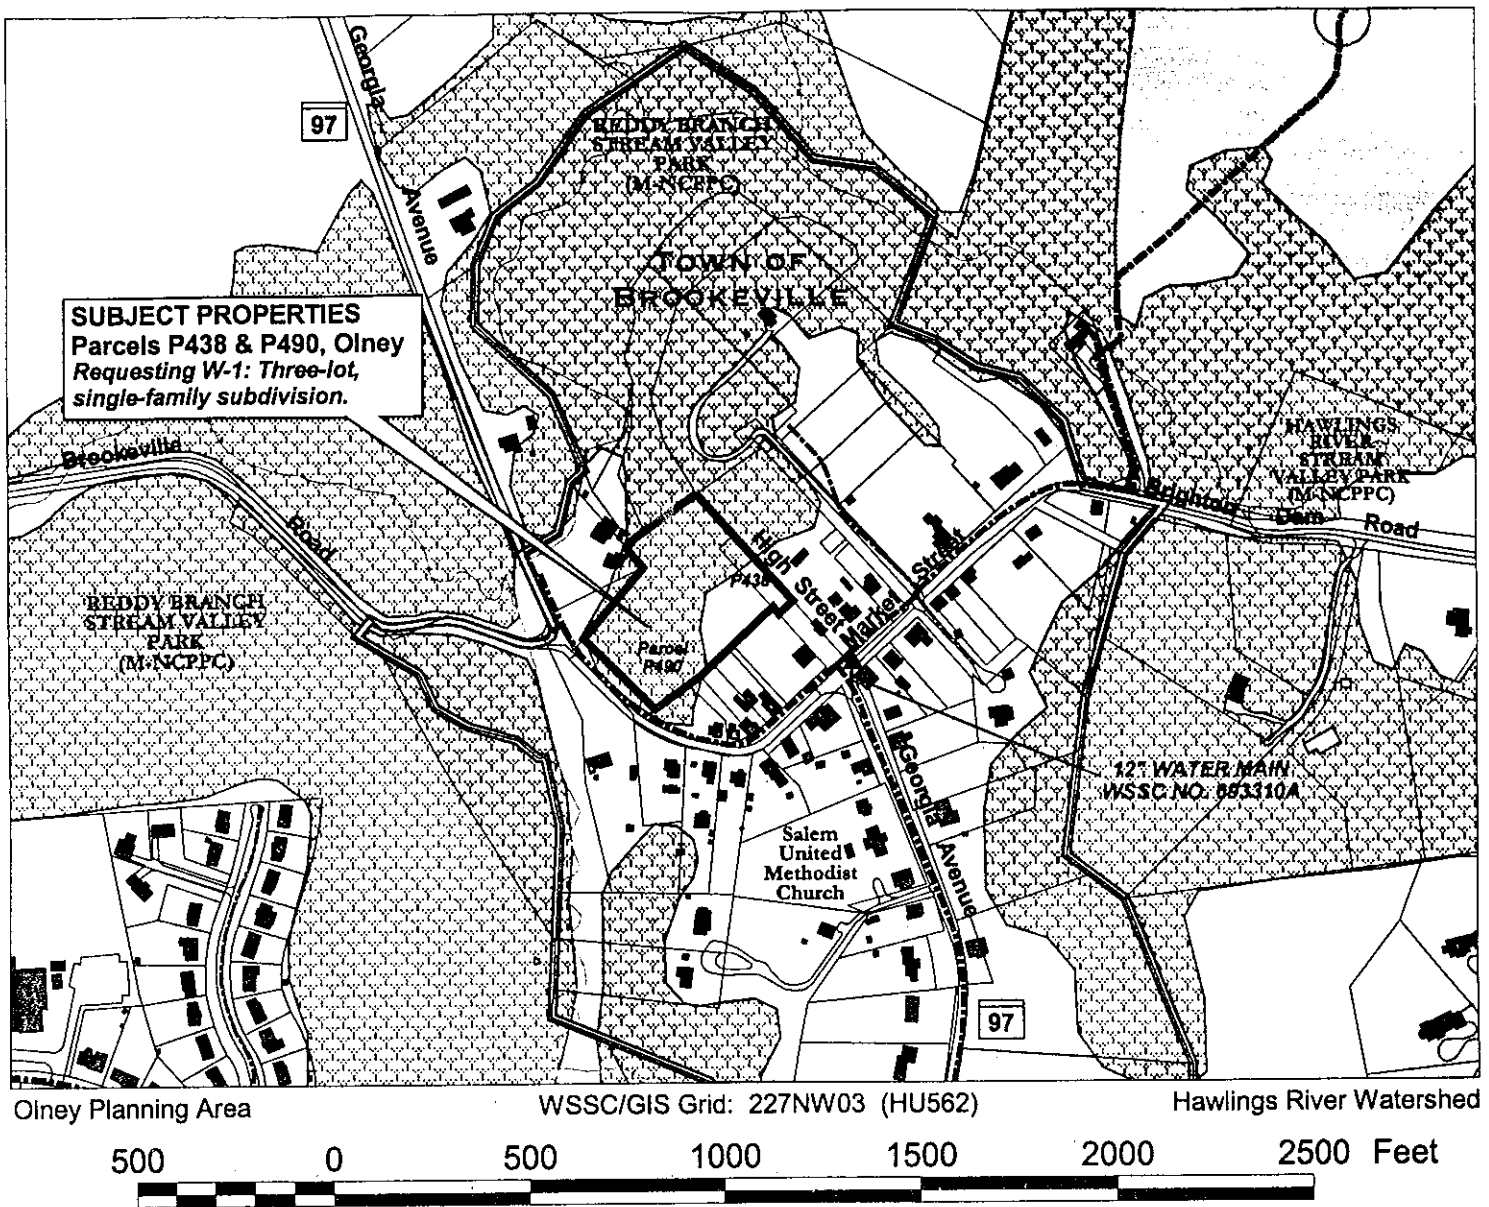 Georgia
97
Avenue
REDDY BRANCH
STREAM VALLEY
PARK
(M-NCPPC)
TOWN OF
BROOKEVILLE
SUBJECT PROPERTIES
Parcels P438 & P490, Olney
Requesting W-1: Three-lot,
single-family subdivision.
Brookeville
Road
HAWLINGS
RIVER
STREAM
VALLEY PARK
(M-NCPPC)
Brighton
Dam
Road
High Street
P438
Market Street
REDDY BRANCH
STREAM VALLEY
PARK
(M-NCPPC)
Parcel
P490
12" WATER MAIN
WSSC NO. 693310A
Georgia
Avenue
Salem
United
Methodist
Church
97
Olney Planning Area
WSSC/GIS Grid: 227NW03 (HU562)
Hawlings River Watershed
500 0 500 1000 1500 2000 2500 Feet